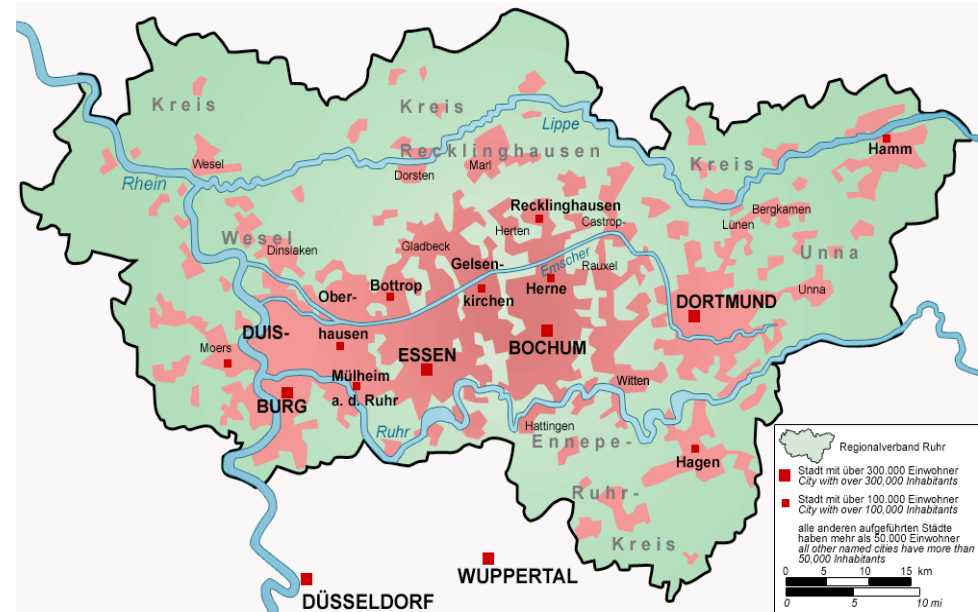 Kreis
Kreis
Lippe
Recklinghausen
Hamm
Wesel
Rhein
Dorsten
Marl
Kreis
Recklinghausen
Bergkamen
Herten
Castrop-
Lünen
Wesel
Dinslaken
Gladbeck
Gelsen-
Emscher
Rauxel
Unna
Ober-
Bottrop
kirchen
Herne
Unna
DORTMUND
DUIS-
hausen
BOCHUM
Moers
ESSEN
Mülheim
a. d. Ruhr
Witten
BURG
Ruhr
Hattingen
Ennepe-
Hagen
Ruhr-
Kreis
WUPPERTAL
DÜSSELDORF
Regionalverband Ruhr
Stadt mit über 300.000 Einwohner
City with over 300,000 Inhabitants
Stadt mit über 100.000 Einwohner
City with over 100,000 Inhabitants
alle anderen aufgeführten Städte
haben mehr als 50.000 Einwohner
all other named cities have more than
50,000 Inhabitants
0 5 10 15 km
0 5 10 mi